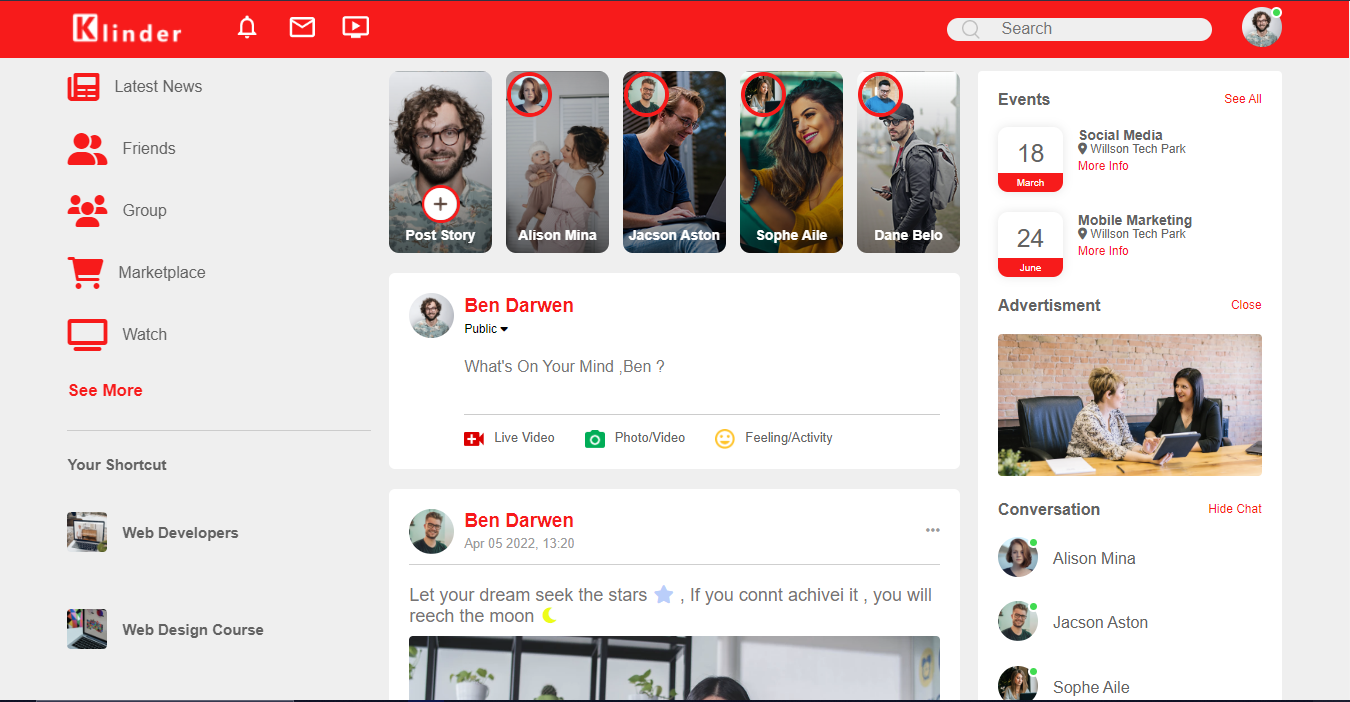 Klinder
Search
Latest News
Friends
Group
Marketplace
Watch
See More
Your Shortcut
Web Developers
Web Design Course
Post Story
Alison Mina
Jacson Aston
Sophe Aile
Dane Belo
Ben Darwen
Public
What's On Your Mind ,Ben ?
Live Video
Photo/Video
Feeling/Activity
Ben Darwen
Apr 05 2022, 13:20
Let your dream seek the stars , If you connt achivei it , you will
reech the moon
Events
See All
18
March
Social Media
Willson Tech Park
More Info
24
June
Mobile Marketing
Willson Tech Park
More Info
Advertisment
Close
Conversation
Hide Chat
Alison Mina
Jacson Aston
Sophe Aile